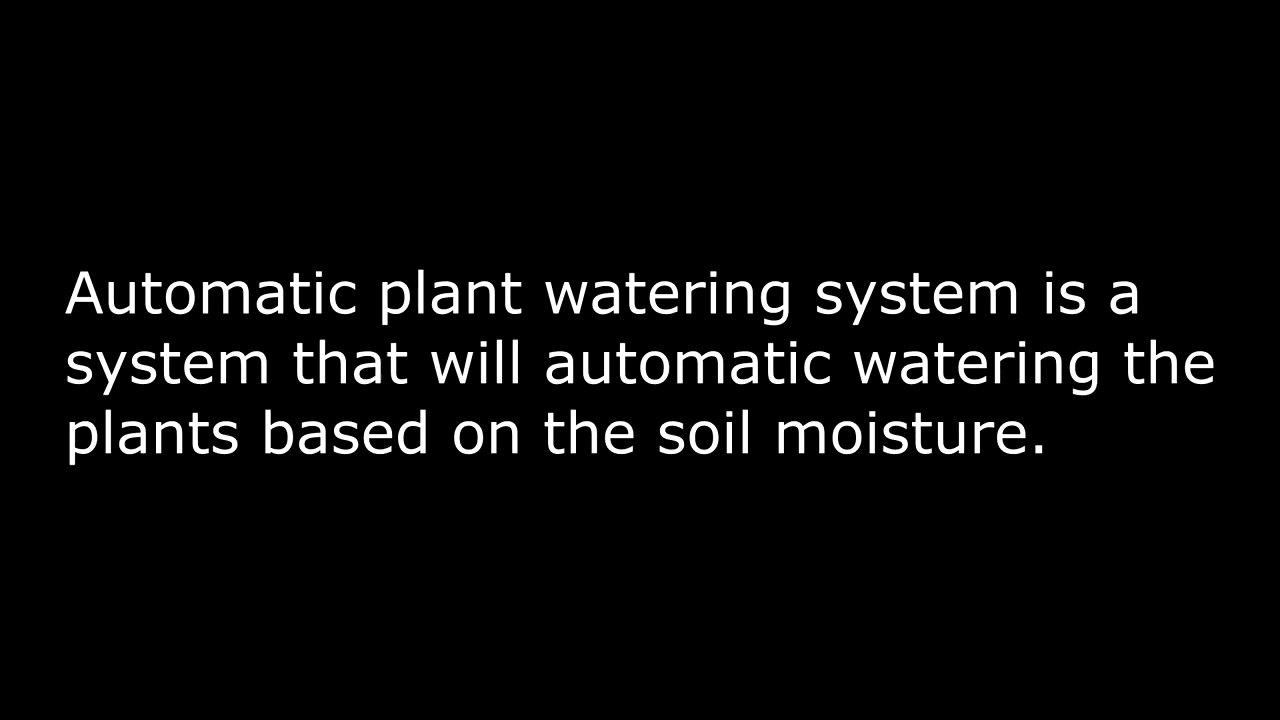 Automatic plant watering system is a
system that will automatic watering the
plants based on the soil moisture.